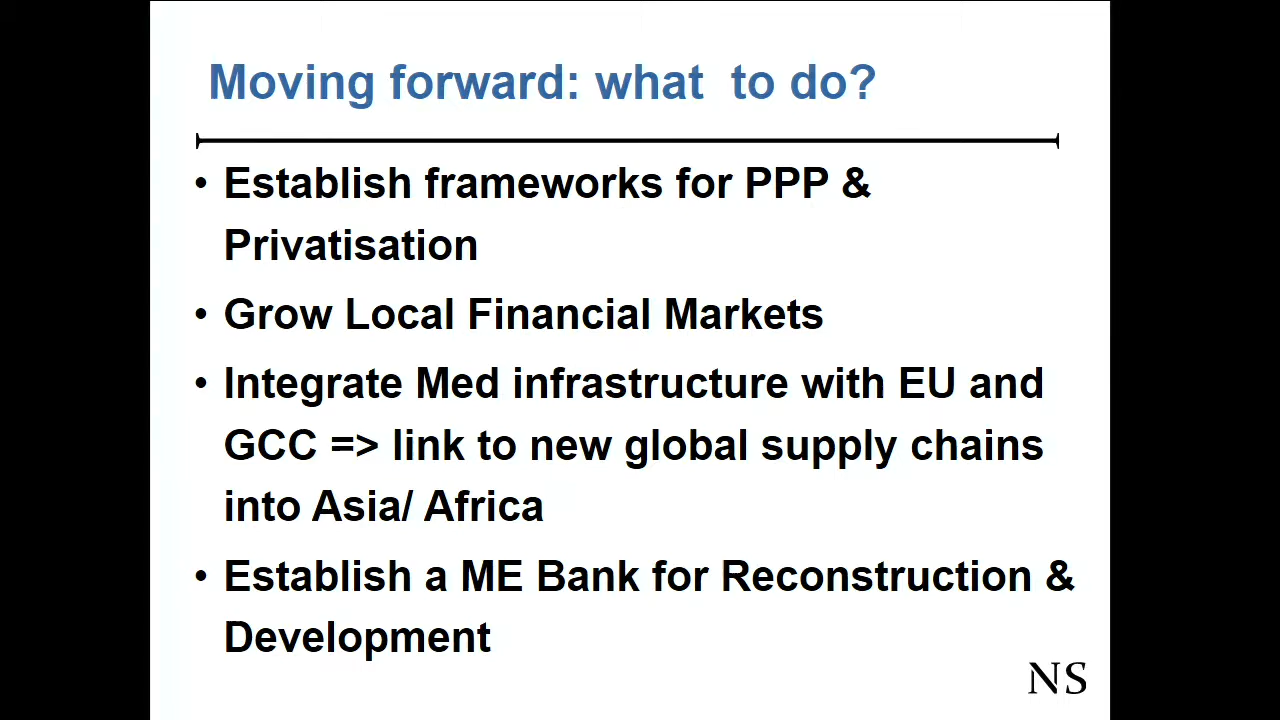 Moving forward: what  to do?
• Establish frameworks for PPP &
Privatisation
• Grow Local Financial Markets
• Integrate Med infrastructure with EU and
GCC => link to new global supply chains
into Asia/ Africa
• Establish a ME Bank for Reconstruction &
Development
NS